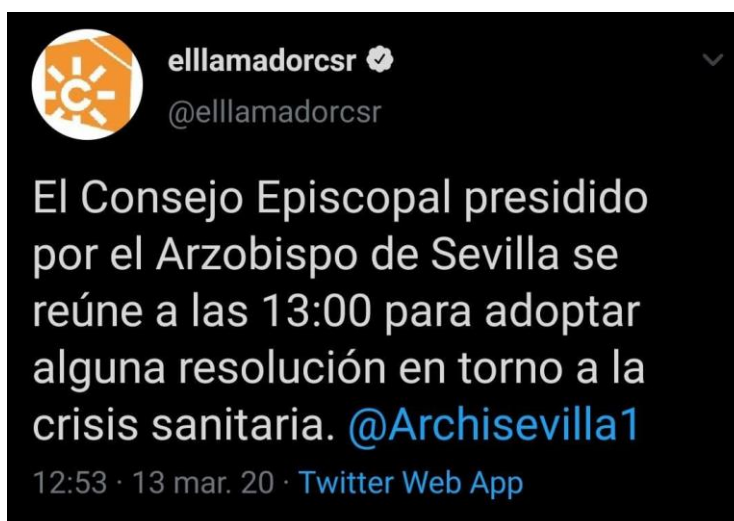 elllamadorcsr
@elllamadorcsr
El Consejo Episcopal presidido
por el Arzobispo de Sevilla se
reúne a las 13:00 para adoptar
alguna resolución en torno a la
crisis sanitaria. @Archisevilla1
12:53 · 13 mar. 20 · Twitter Web App